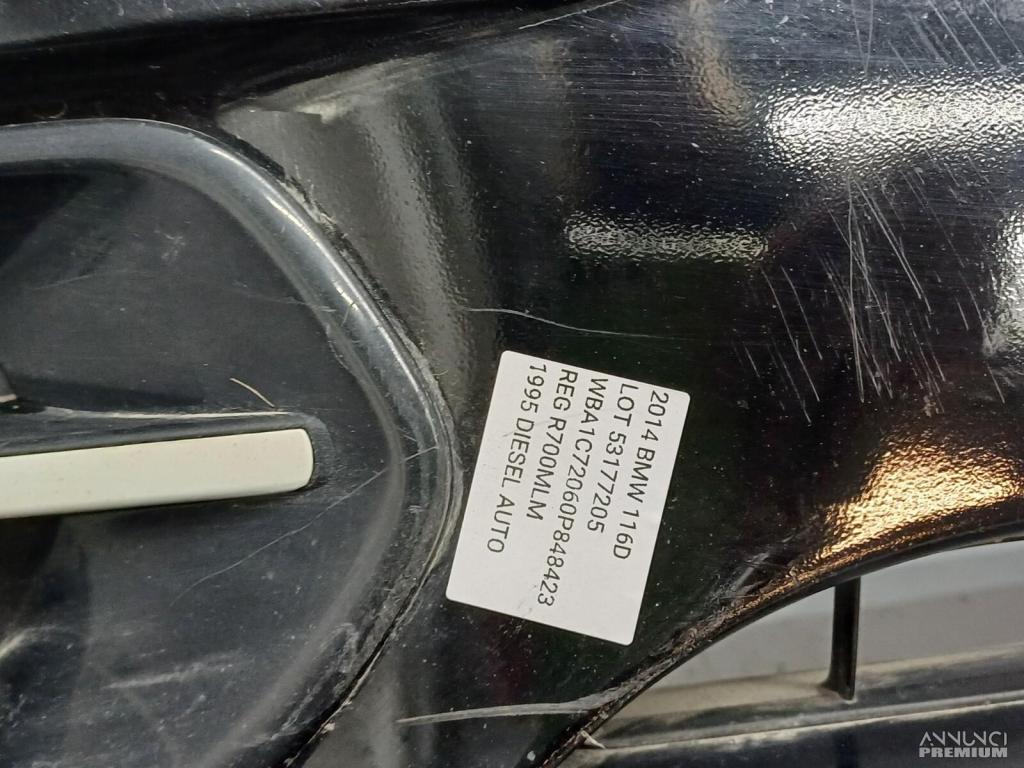 2014 BMW 116D
LOT 53177205
WBA1C72060P848423
REG R700MLM
1995 DIESEL AUTO
ANNUNCI
PREMIUM